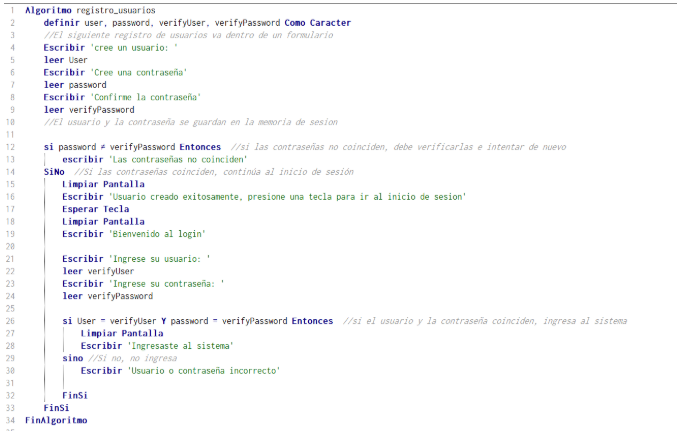 1 Algoritmo registro_usuarios
2 definir user, password, verifyUser, verifyPassword Como Caracter
3 //El siguiente registro de usuarios va dentro de un formulario
4 Escribir 'cree un usuario: '
5 leer User
6 Escribir 'Cree una contraseña'
7 leer password
8 Escribir 'Confirme la contraseña'
9 leer verifyPassword
10 //El usuario y la contraseña se guardan en la memoria de sesion
11
12 si password ≠ verifyPassword Entonces //si las contraseñas no coinciden, debe verificarlas e intentar de nuevo
13 escribir 'Las contraseñas no coinciden'
14 SiNo //Si las contraseñas coinciden, continúa al inicio de sesión
15 Limpiar Pantalla
16 Escribir 'Usuario creado exitosamente, presione una tecla para ir al inicio de sesion'
17 Esperar Tecla
18 Limpiar Pantalla
19 Escribir 'Bienvenido al login'
20
21 Escribir 'Ingrese su usuario: '
22 leer verifyUser
23 Escribir 'Ingrese su contraseña: '
24 leer verifyPassword
25
26 si User = verifyUser Y password = verifyPassword Entonces //si el usuario y la contraseña coinciden, ingresa al sistema
27 Limpiar Pantalla
28 Escribir 'Ingresaste al sistema'
29 sino //Si no, no ingresa
30 Escribir 'Usuario o contraseña incorrecto'
31
32 FinSi
33 FinSi
34 FinAlgoritmo